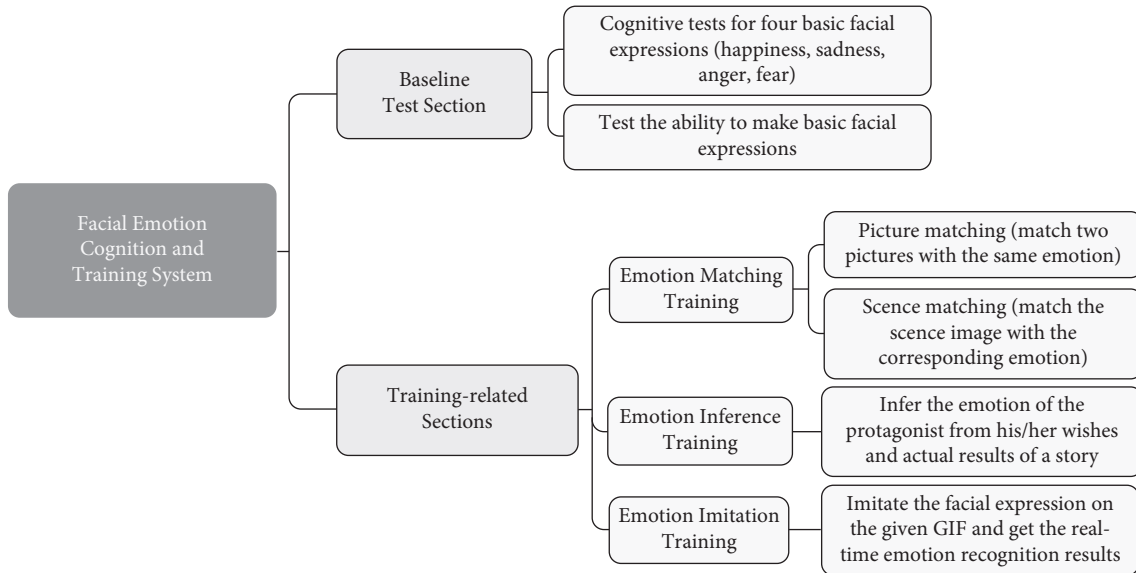 Facial Emotion
Cognition and
Training System
Baseline
Test Section
Cognitive tests for four basic facial
expressions (happiness, sadness,
anger, fear)
Test the ability to make basic facial
expressions
Training-related
Sections
Emotion Matching
Training
Picture matching (match two
pictures with the same emotion)
Scence matching (match the
scence image with the
corresponding emotion)
Emotion Inference
Training
Infer the emotion of the
protagonist from his/her wishes
and actual results of a story
Emotion Imitation
Training
Imitate the facial expression on
the given GIF and get the real-
time emotion recognition results